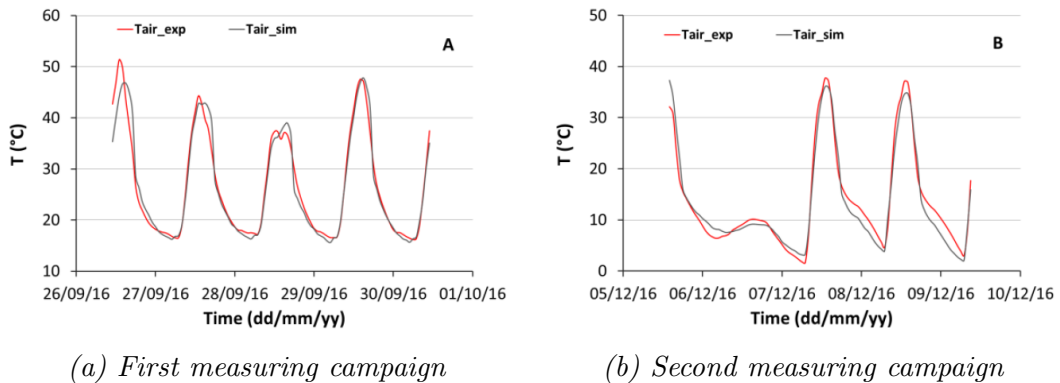 60
50
40
30
20
10
T (°C)
Tair_exp
Tair_sim
A
26/09/16 27/09/16 28/09/16 29/09/16 30/09/16 01/10/16
Time (dd/mm/yy)
(a) First measuring campaign
50
40
30
20
10
0
T (°C)
Tair_exp
Tair_sim
B
05/12/16 06/12/16 07/12/16 08/12/16 09/12/16 10/12/16
Time (dd/mm/yy)
(b) Second measuring campaign